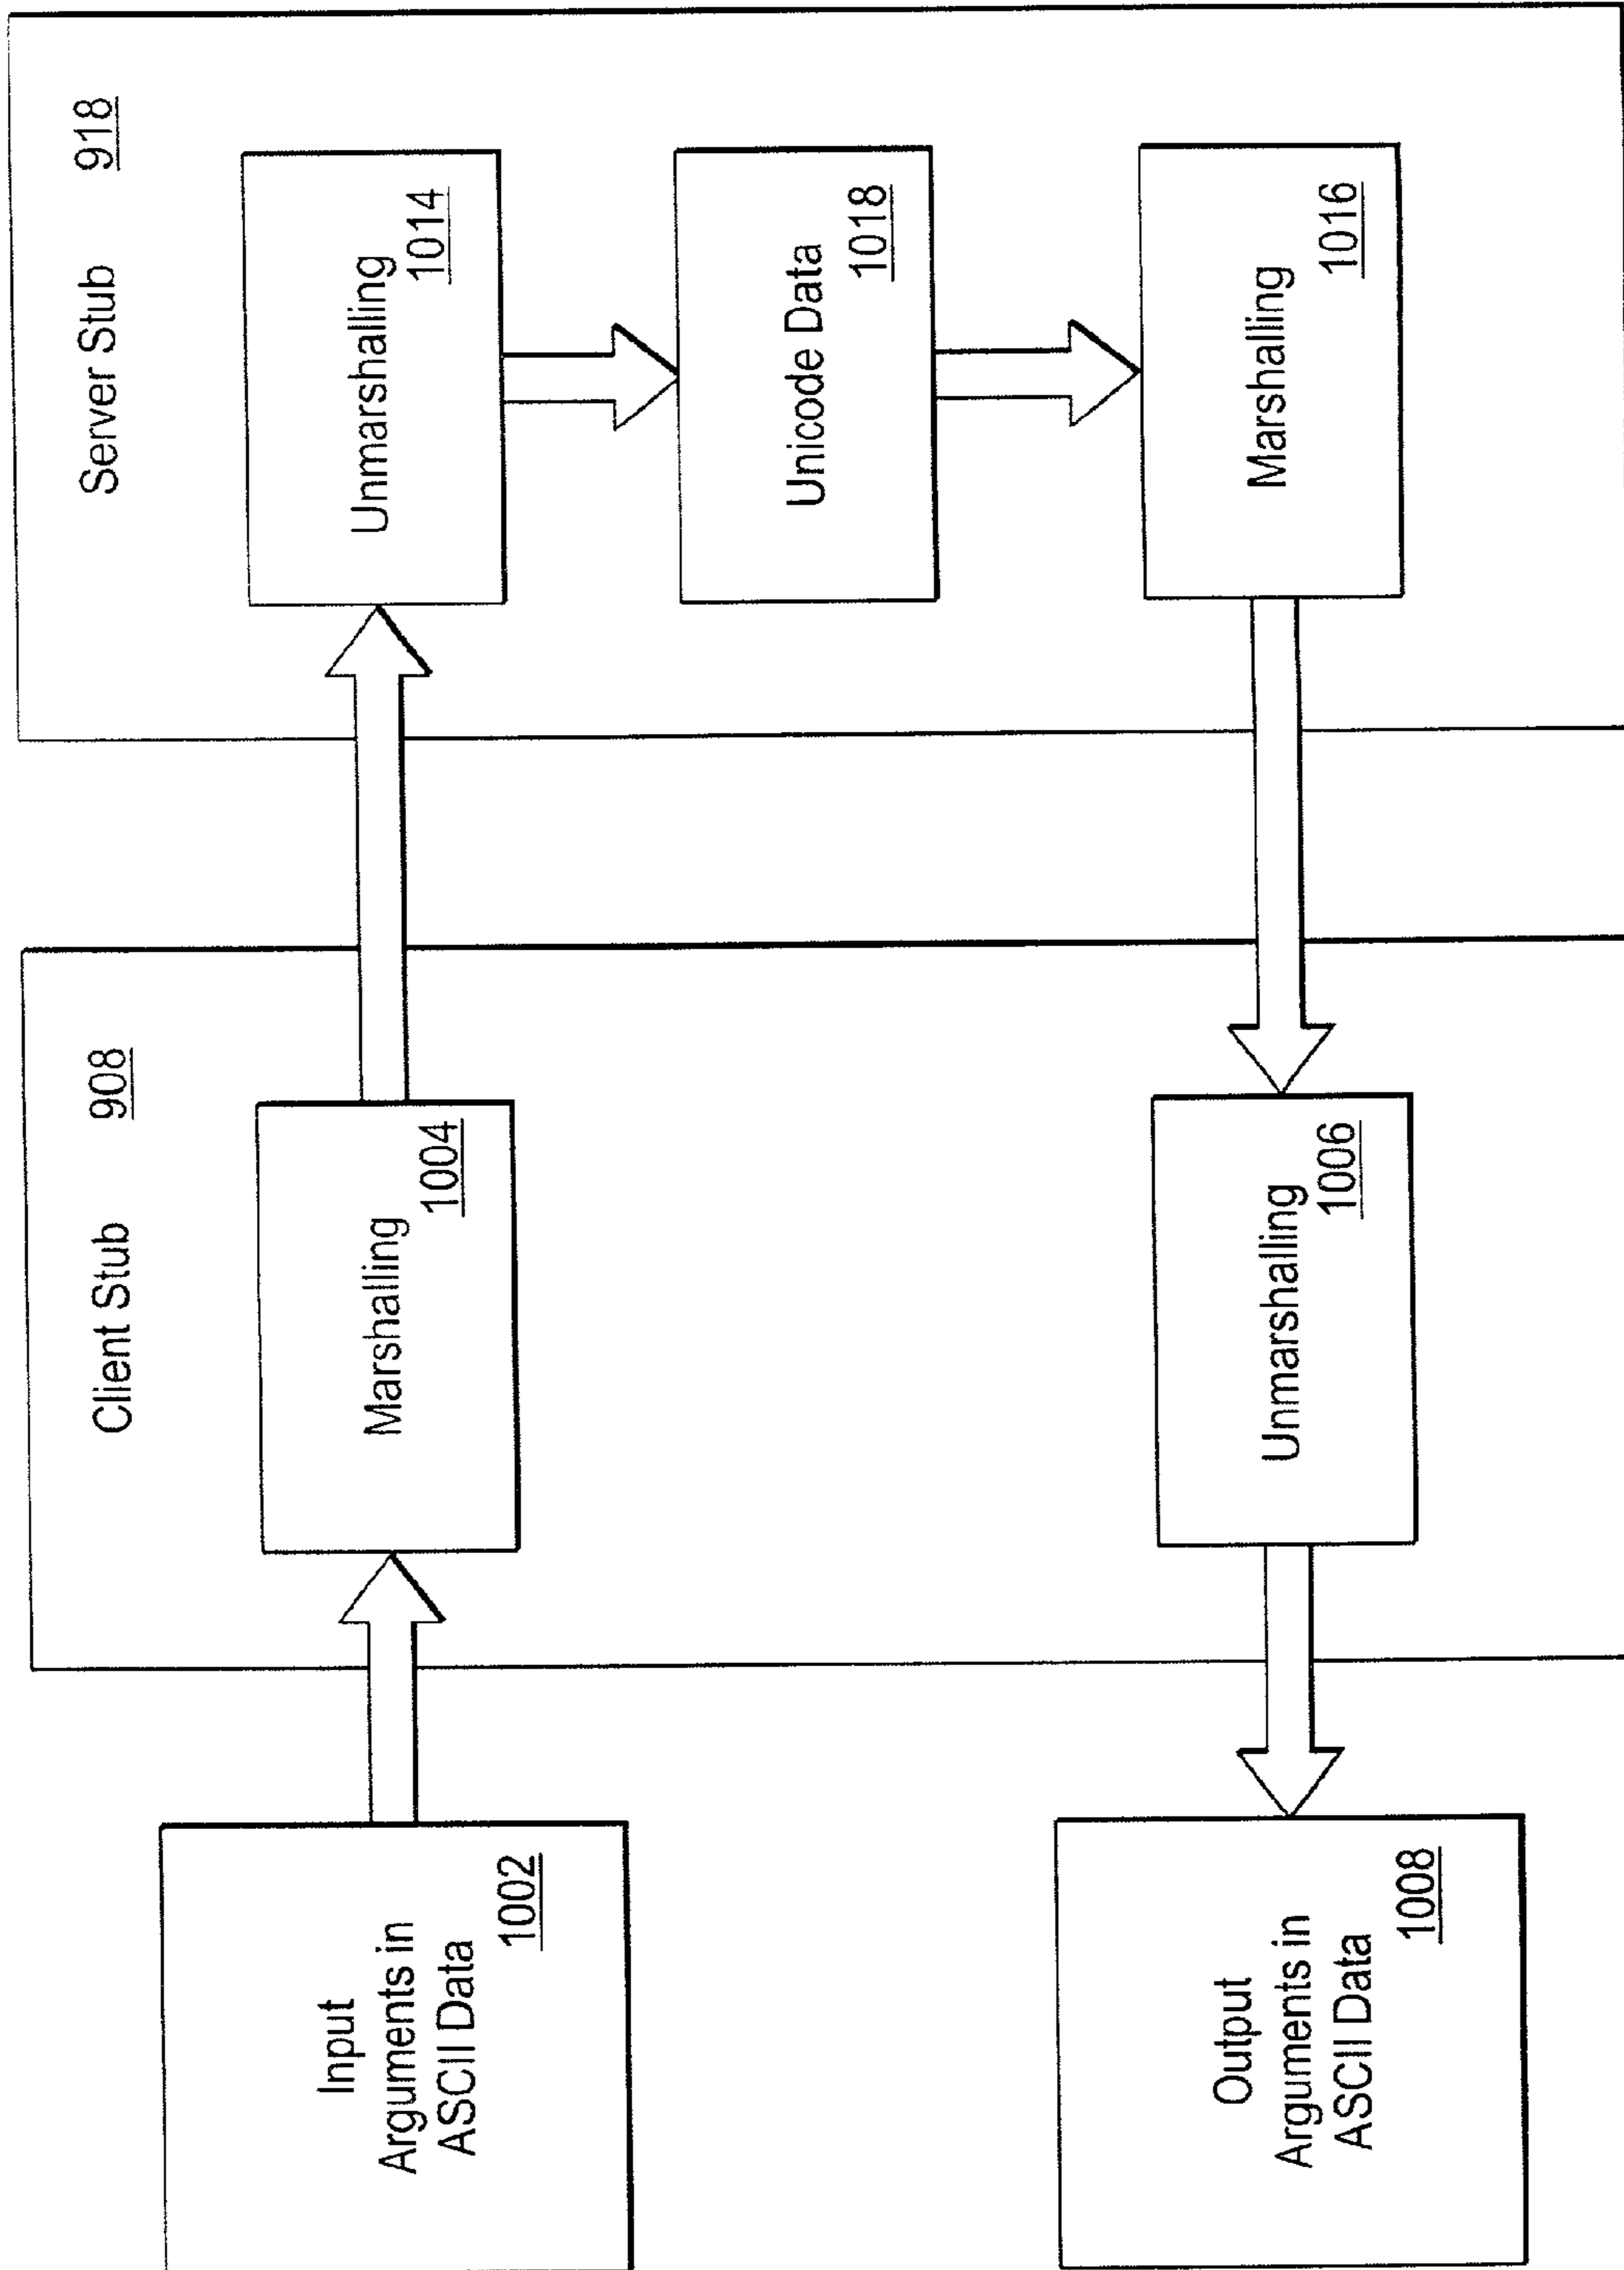 Input
Arguments in
ASCII Data
1002
Client Stub 908
Marshalling
1004
Server Stub 918
Unmarshalling
1014
Unicode Data
1018
Marshalling
1016
Unmarshalling
1006
Output
Arguments in
ASCII Data
1008